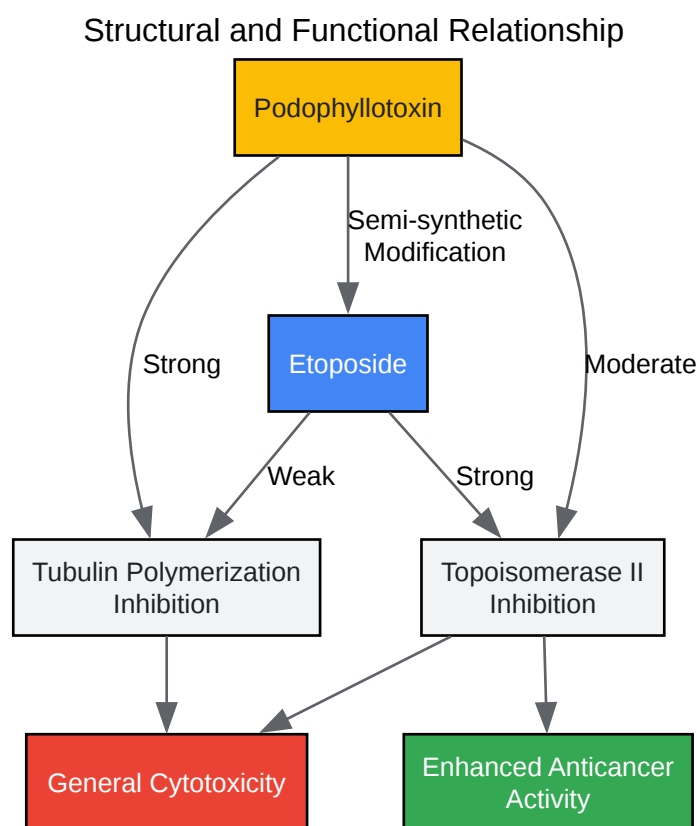 Structural and Functional Relationship
Podophyllotoxin
Semi-synthetic
Modification
Strong
Etoposide
Moderate
Weak
Strong
Tubulin Polymerization
Inhibition
Topoisomerase II
Inhibition
General Cytotoxicity
Enhanced Anticancer
Activity